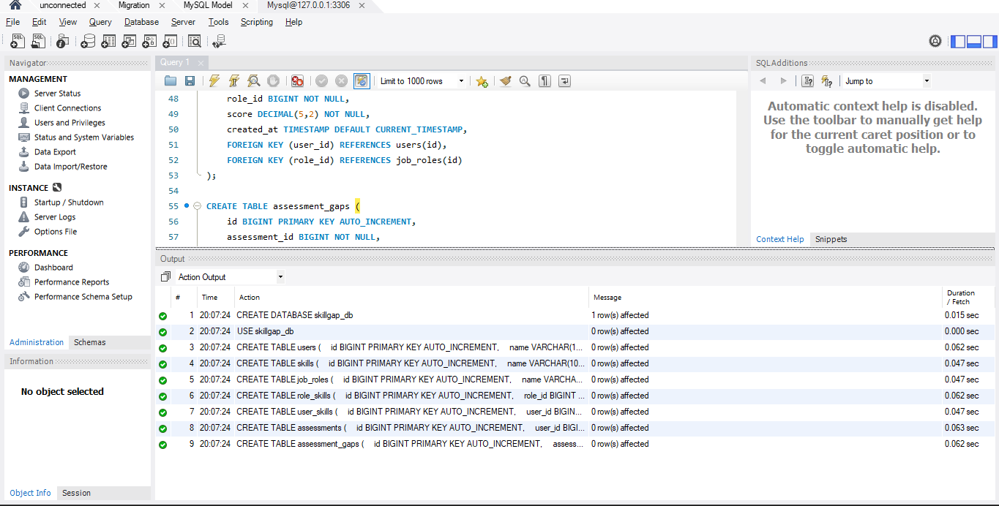 unconnected Migration MySQL Model Mysql@127.0.0.1:3306
File Edit View Query Database Server Tools Scripting Help
Navigator
MANAGEMENT
Server Status
Client Connections
Users and Privileges
Status and System Variables
Data Export
Data Import/Restore
INSTANCE
Startup / Shutdown
Server Logs
Options File
PERFORMANCE
Dashboard
Performance Reports
Performance Schema Setup
Administration Schemas
Information
No object selected
Object Info Session
Query 1
Limit to 1000 rows
48 role_id BIGINT NOT NULL,
49 score DECIMAL(5,2) NOT NULL,
50 created_at TIMESTAMP DEFAULT CURRENT_TIMESTAMP,
51 FOREIGN KEY (user_id) REFERENCES users(id),
52 FOREIGN KEY (role_id) REFERENCES job_roles(id)
53 );
54
55 CREATE TABLE assessment_gaps (
56 id BIGINT PRIMARY KEY AUTO_INCREMENT,
57 assessment_id BIGINT NOT NULL,
SQLAdditions
Jump to
Automatic context help is disabled.
Use the toolbar to manually get help
for the current caret position or to
toggle automatic help.
Context Help Snippets
Output
Action Output
# Time Action Message Duration / Fetch
1 20:07:24 CREATE DATABASE skillgap_db 1 row(s) affected 0.015 sec
2 20:07:24 USE skillgap_db 0 row(s) affected 0.000 sec
3 20:07:24 CREATE TABLE users ( id BIGINT PRIMARY KEY AUTO_INCREMENT, name VARCHAR(1... 0 row(s) affected 0.062 sec
4 20:07:24 CREATE TABLE skills ( id BIGINT PRIMARY KEY AUTO_INCREMENT, name VARCHAR(10... 0 row(s) affected 0.047 sec
5 20:07:24 CREATE TABLE job_roles ( id BIGINT PRIMARY KEY AUTO_INCREMENT, name VARCHA... 0 row(s) affected 0.047 sec
6 20:07:24 CREATE TABLE role_skills ( id BIGINT PRIMARY KEY AUTO_INCREMENT, role_id BIGINT ... 0 row(s) affected 0.062 sec
7 20:07:24 CREATE TABLE user_skills ( id BIGINT PRIMARY KEY AUTO_INCREMENT, user_id BIGIN... 0 row(s) affected 0.047 sec
8 20:07:24 CREATE TABLE assessments ( id BIGINT PRIMARY KEY AUTO_INCREMENT, user_id BIGI... 0 row(s) affected 0.063 sec
9 20:07:24 CREATE TABLE assessment_gaps ( id BIGINT PRIMARY KEY AUTO_INCREMENT, assess... 0 row(s) affected 0.062 sec